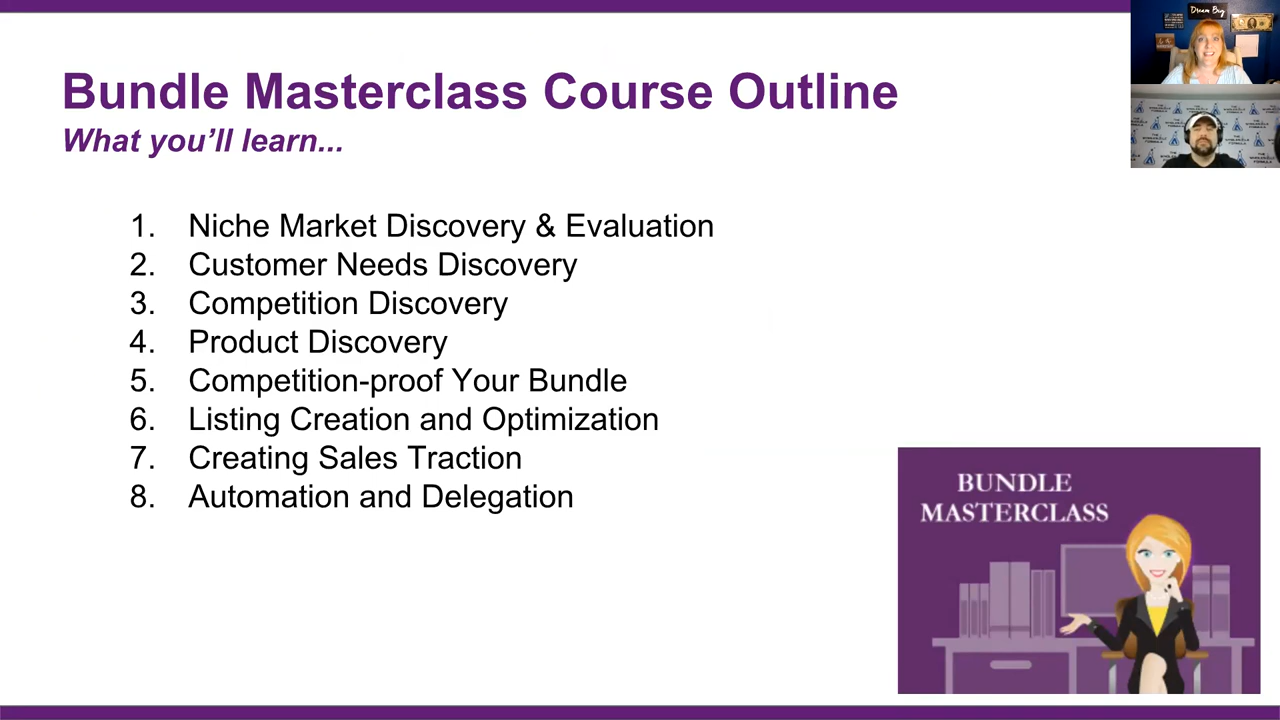 Bundle Masterclass Course Outline
What you'll learn...
1. Niche Market Discovery & Evaluation
2. Customer Needs Discovery
3. Competition Discovery
4. Product Discovery
5. Competition-proof Your Bundle
6. Listing Creation and Optimization
7. Creating Sales Traction
8. Automation and Delegation
BUNDLE
MASTERCLASS
Dream Big